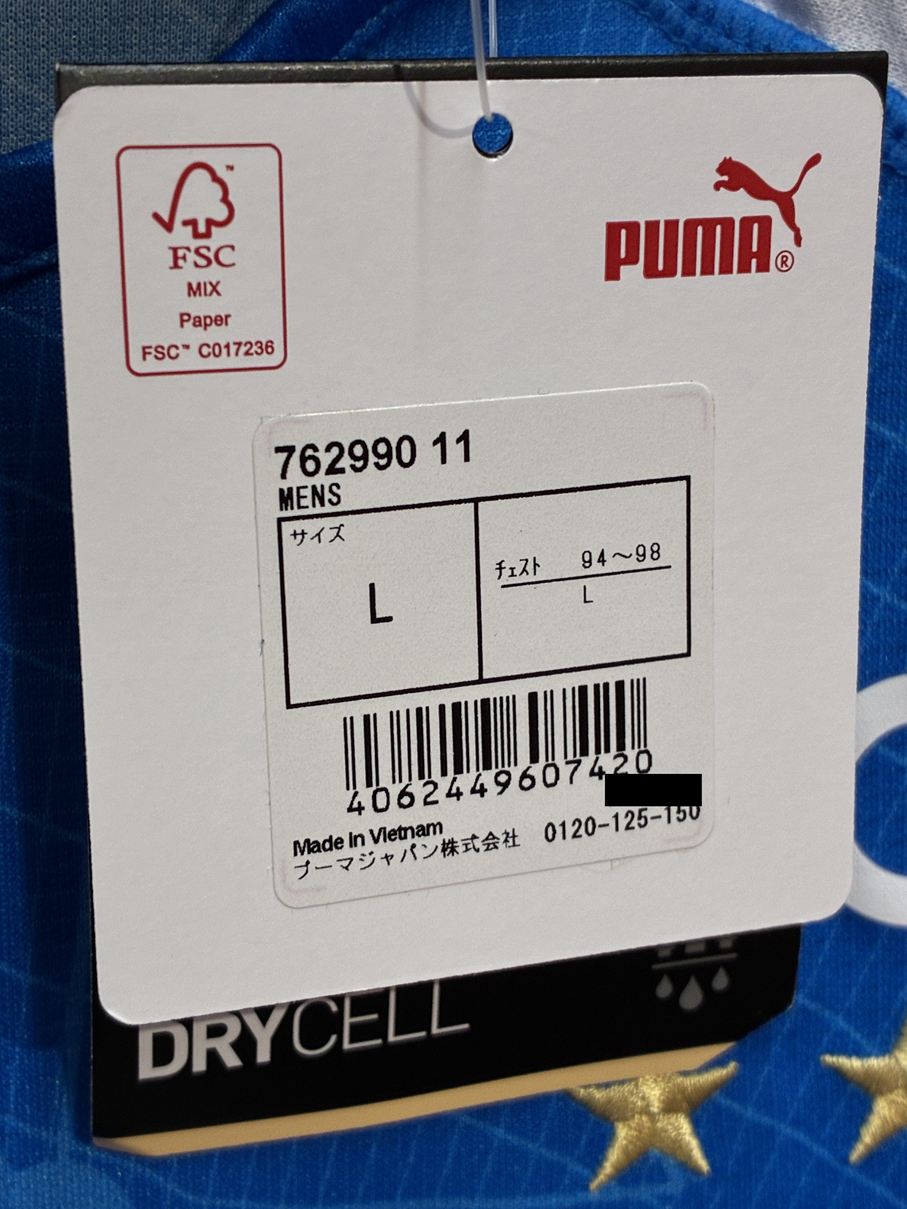 FSC™
MIX
Paper
FSC™ C017236
PUMA®
762990 11
MENS
サイズ
L
チェスト 94～98
L
4062449607420
Made In Vietnam
プーマジャパン株式会社 0120-125-150
DRYCELL